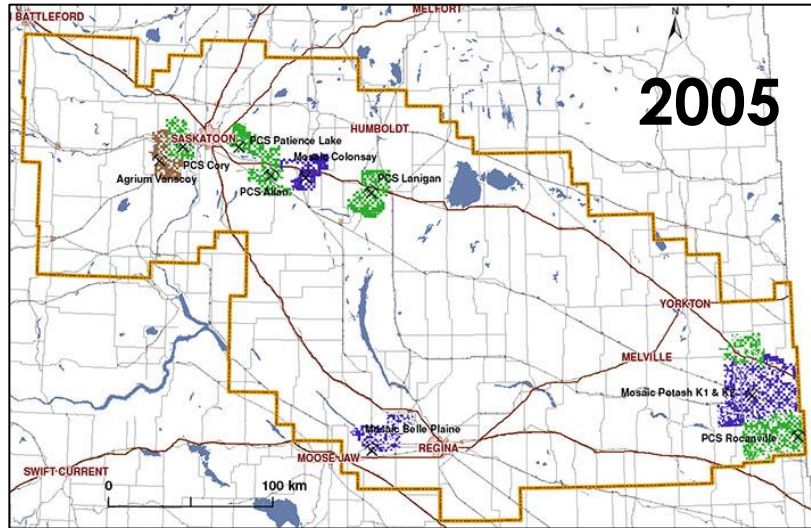 N BATTLEFORD
MELFORT
N
2005
HUMBOLDT
SASKATOON
PCS Patience Lake
Mosaic Colonsay
PCS Cory
Agrium Vanscoy
PCS Allan
PCS Lanigan
YORKTON
MELVILLE
Mosaic Potash K1 & K2
Mosaic Belle Plaine
PCS Rocanville
REGINA
MOOSE JAW
SWIFT CURRENT
0 100 km